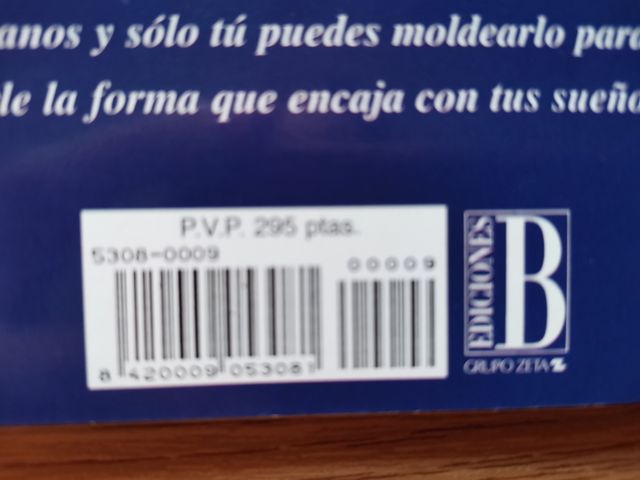 anos y sólo tú puedes moldearlo para
le la forma que encaja con tus sueño
P.V.P. 295 ptas.
5308-0009
00009
8 420009 053081
EDICIONES
B
GRUPO ZETA